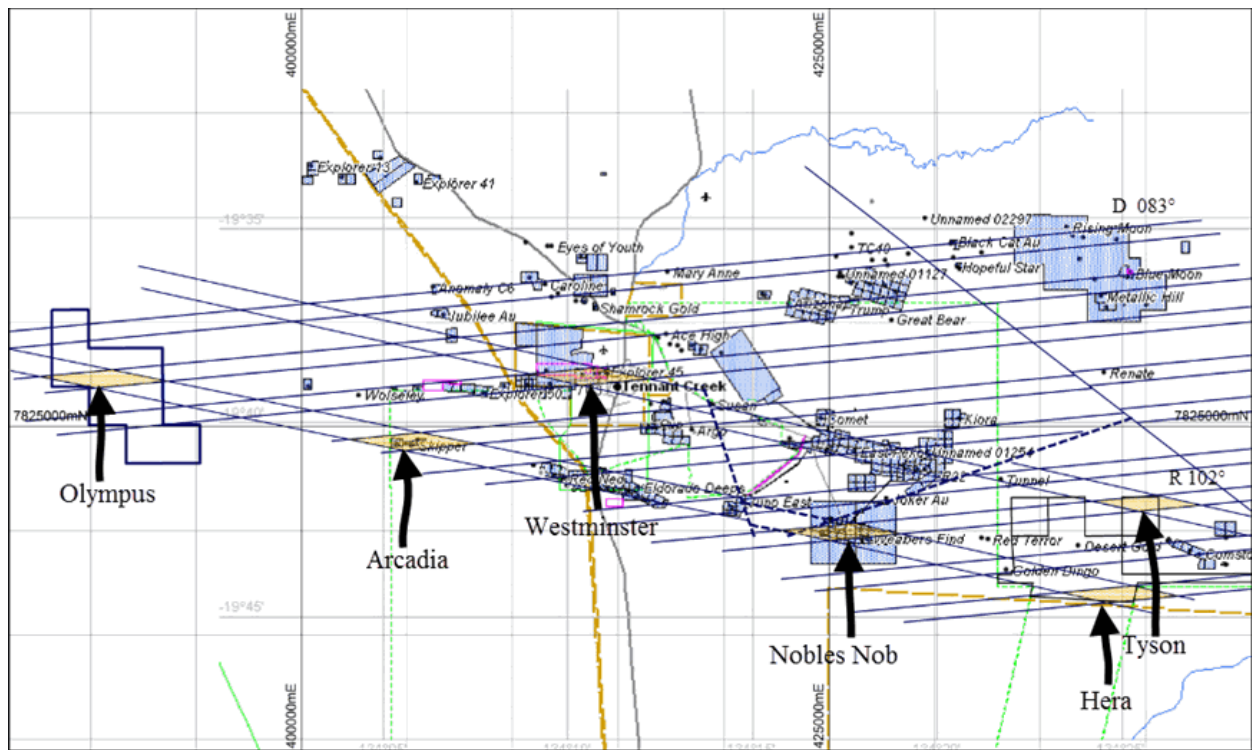 400000mE
425000mE
Explorer 13
Explorer 41
-19°35'
D 083°
Unnamed 02297
Rising Moon
Eyes of Youth
TC40
Black Cat Au
Mary Anne
Unnamed 01127
Hopeful Star
Blue Moon
Anomaly C6
Caroline
Metallic Hill
Shamrock Gold
Trump
Jubilee Au
Great Bear
Ace High
Explorer 45
Renate
Tennant Creek
Wolseley
Susan
7825000mN
-19°40'
Comet
Kiora
7825000mN
Argo
Skipper
Unnamed 01254
R 102°
Olympus
Eldorado Deeps
Tunnel
Juno East
Joker Au
Westminster
Weabers Find
Red Terror
Desert Gold
Arcadia
Golden Dingo
-19°45'
Nobles Nob
Tyson
Hera
400000mE
425000mE